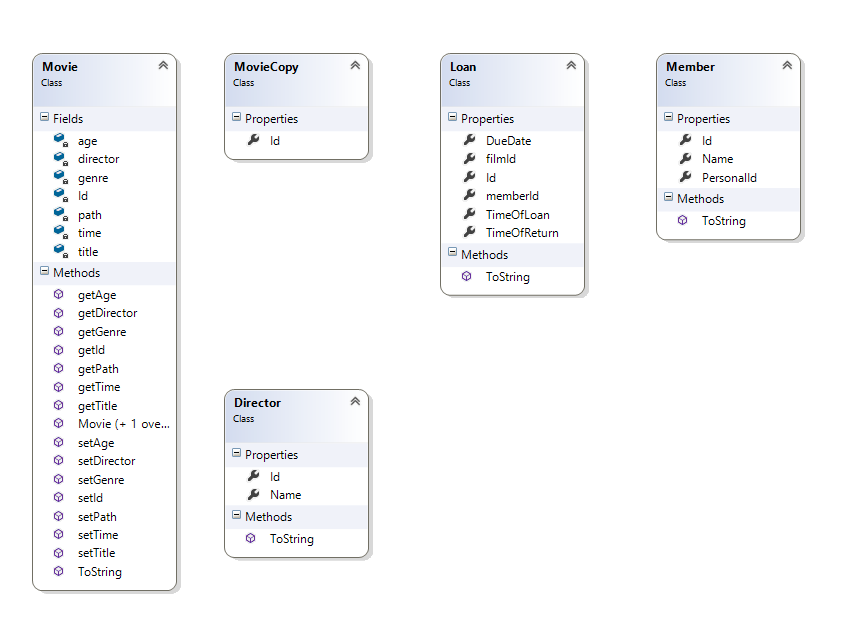 Movie
Class
Fields
age
director
genre
Id
path
time
title
Methods
getAge
getDirector
getGenre
getId
getPath
getTime
getTitle
Movie (+ 1 ove...
setAge
setDirector
setGenre
setId
setPath
setTime
setTitle
ToString
MovieCopy
Class
Properties
Id
Director
Class
Properties
Id
Name
Methods
ToString
Loan
Class
Properties
DueDate
filmId
Id
memberId
TimeOfLoan
TimeOfReturn
Methods
ToString
Member
Class
Properties
Id
Name
PersonalId
Methods
ToString